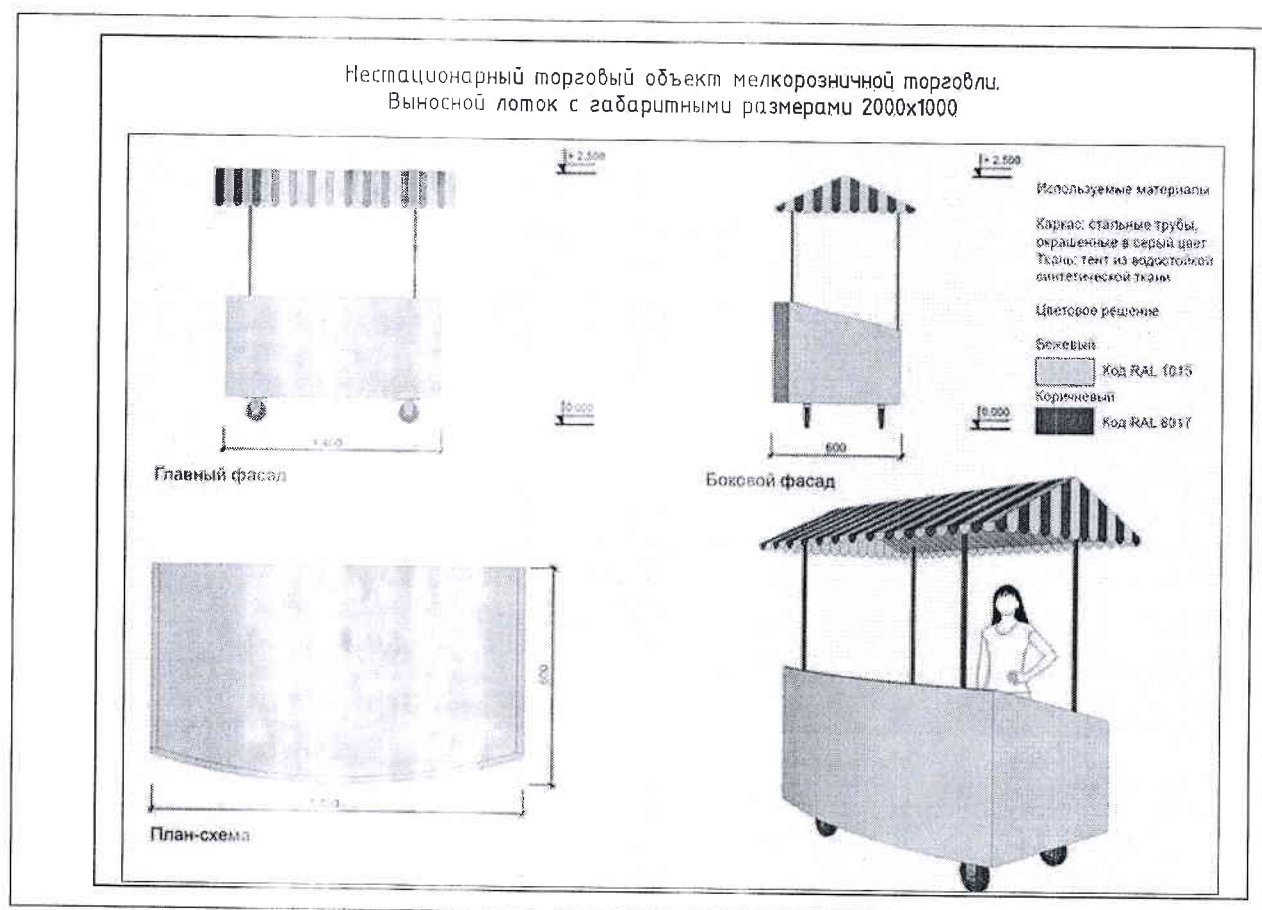 Нестационарный торговый объект мелкорозничной торговли.
Выносной лоток с габаритными размерами 2000х1000
+ 2.500
+ 2.500
Используемые материалы
Каркас: стальные трубы,
окрашенные в серый цвет
Ткань: тент из водостойкой
синтетической ткани
Цветовое решение
Бежевый
Код RAL 1015
Коричневый
Код RAL 8017
0.000
0.000
600
Главный фасад
Боковой фасад
600
План-схема